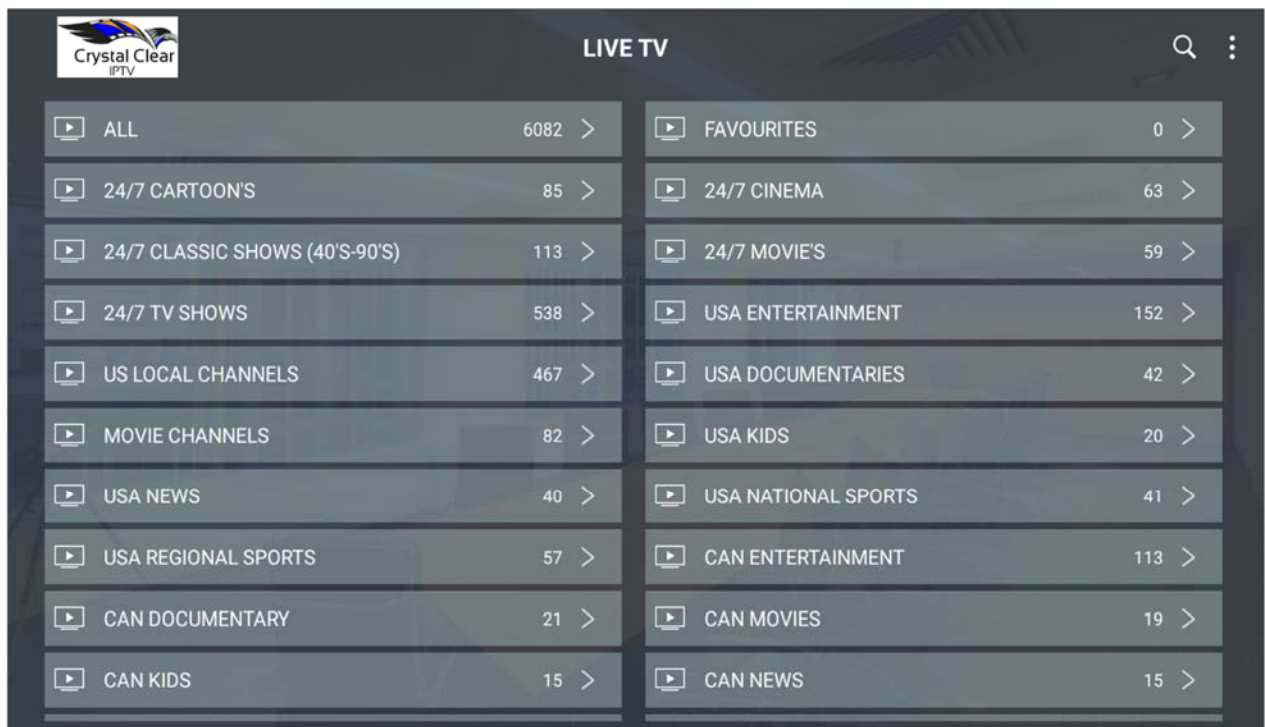 Crystal Clear
IPTV
LIVE TV
ALL 6082
FAVOURITES 0
24/7 CARTOON'S 85
24/7 CINEMA 63
24/7 CLASSIC SHOWS (40'S-90'S) 113
24/7 MOVIE'S 59
24/7 TV SHOWS 538
USA ENTERTAINMENT 152
US LOCAL CHANNELS 467
USA DOCUMENTARIES 42
MOVIE CHANNELS 82
USA KIDS 20
USA NEWS 40
USA NATIONAL SPORTS 41
USA REGIONAL SPORTS 57
CAN ENTERTAINMENT 113
CAN DOCUMENTARY 21
CAN MOVIES 19
CAN KIDS 15
CAN NEWS 15